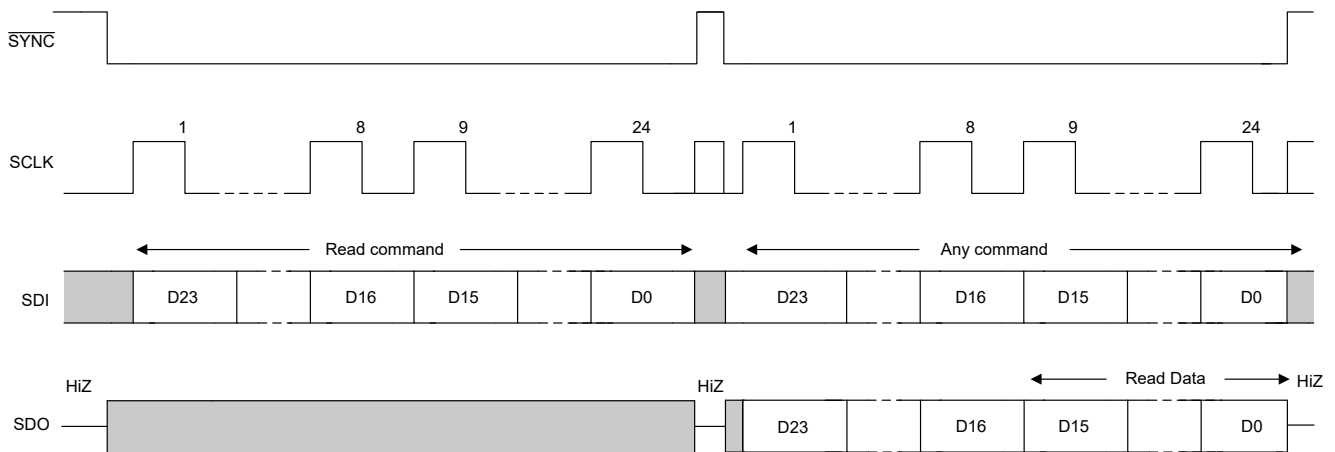 SYNC
1 8 9 24 1 8 9 24
SCLK
Read command Any command
SDI D23 D16 D15 D0 D23 D16 D15 D0
HiZ HiZ Read Data HiZ
SDO D23 D16 D15 D0